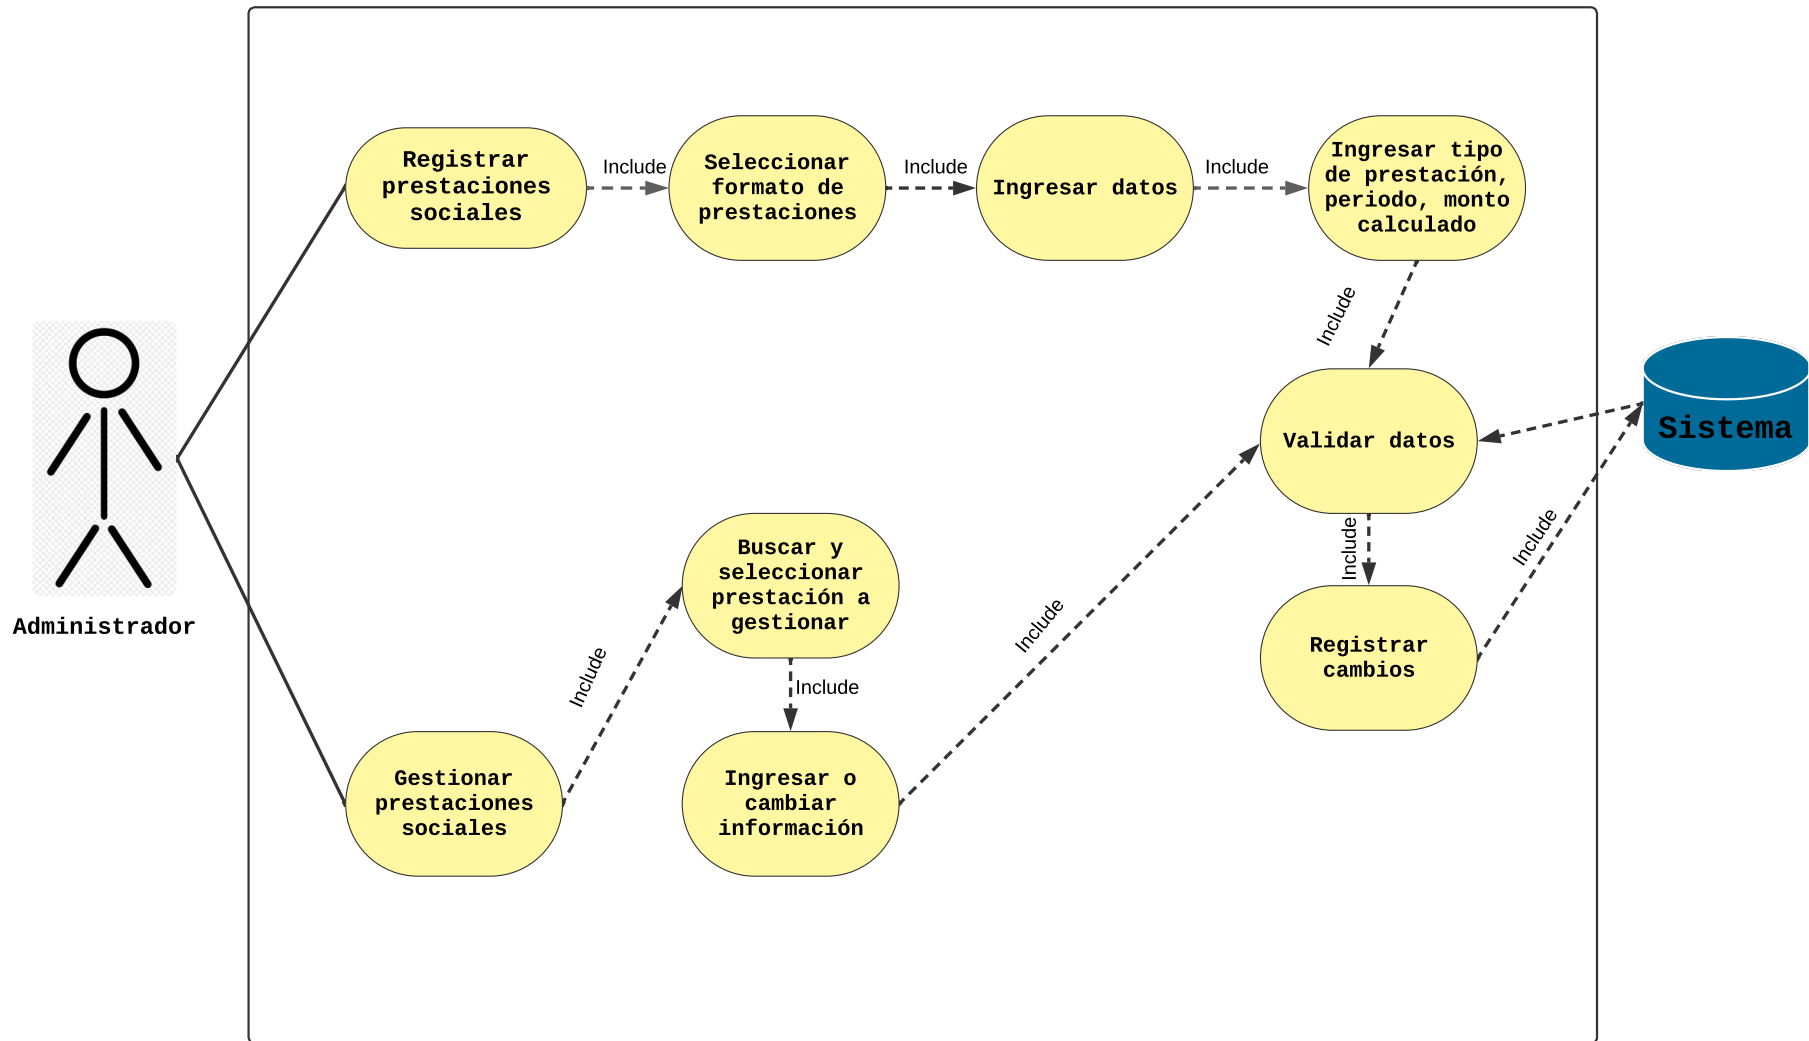 Registrar
prestaciones
sociales
Include
Seleccionar
formato de
prestaciones
Include
Ingresar datos
Include
Ingresar tipo
de prestación,
periodo, monto
calculado
Include
Validar datos
Sistema
Include
Registrar
cambios
Include
Administrador
Gestionar
prestaciones
sociales
Include
Buscar y
seleccionar
prestación a
gestionar
Include
Ingresar o
cambiar
información
Include